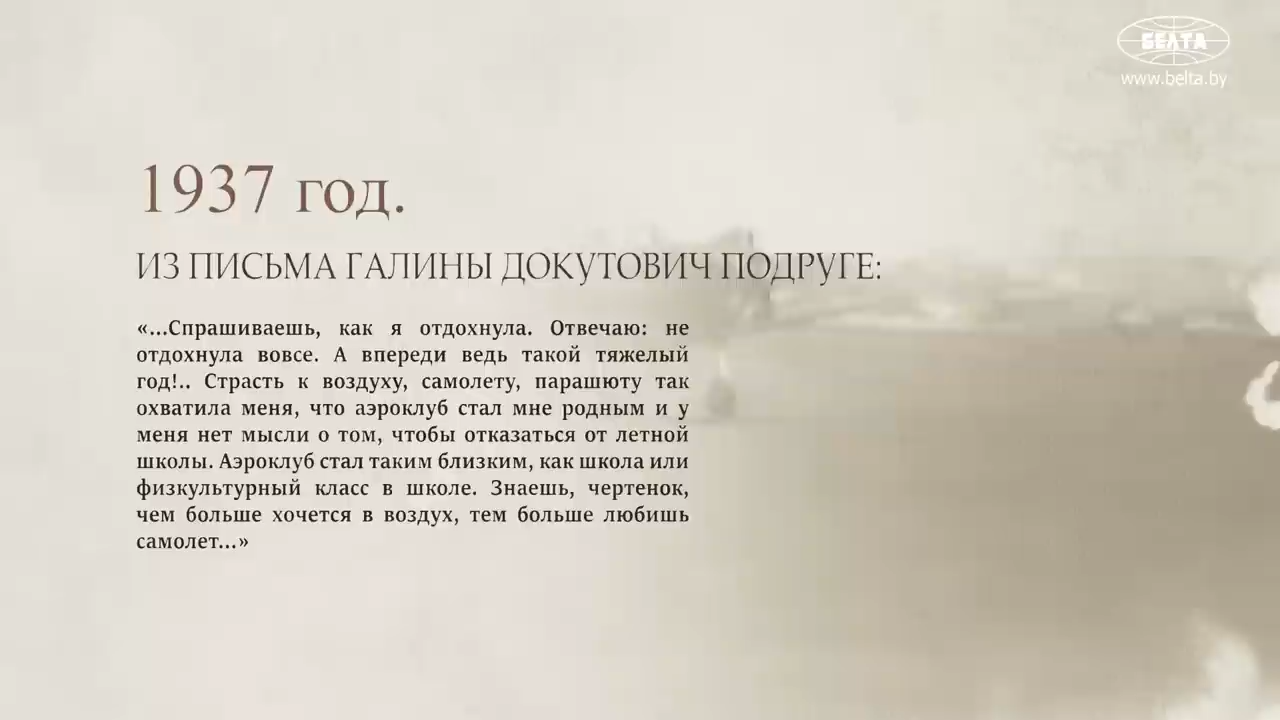 БЕЛТА
www.belta.by
1937 год.
ИЗ ПИСЬМА ГАЛИНЫ ДОКУТОВИЧ ПОДРУГЕ:
«...Спрашиваешь, как я отдохнула. Отвечаю: не
отдохнула вовсе. А впереди ведь такой тяжелый
год!.. Страсть к воздуху, самолету, парашюту так
охватила меня, что аэроклуб стал мне родным и у
меня нет мысли о том, чтобы отказаться от летной
школы. Аэроклуб стал таким близким, как школа или
физкультурный класс в школе. Знаешь, чертенок,
чем больше хочется в воздух, тем больше любишь
самолет...»